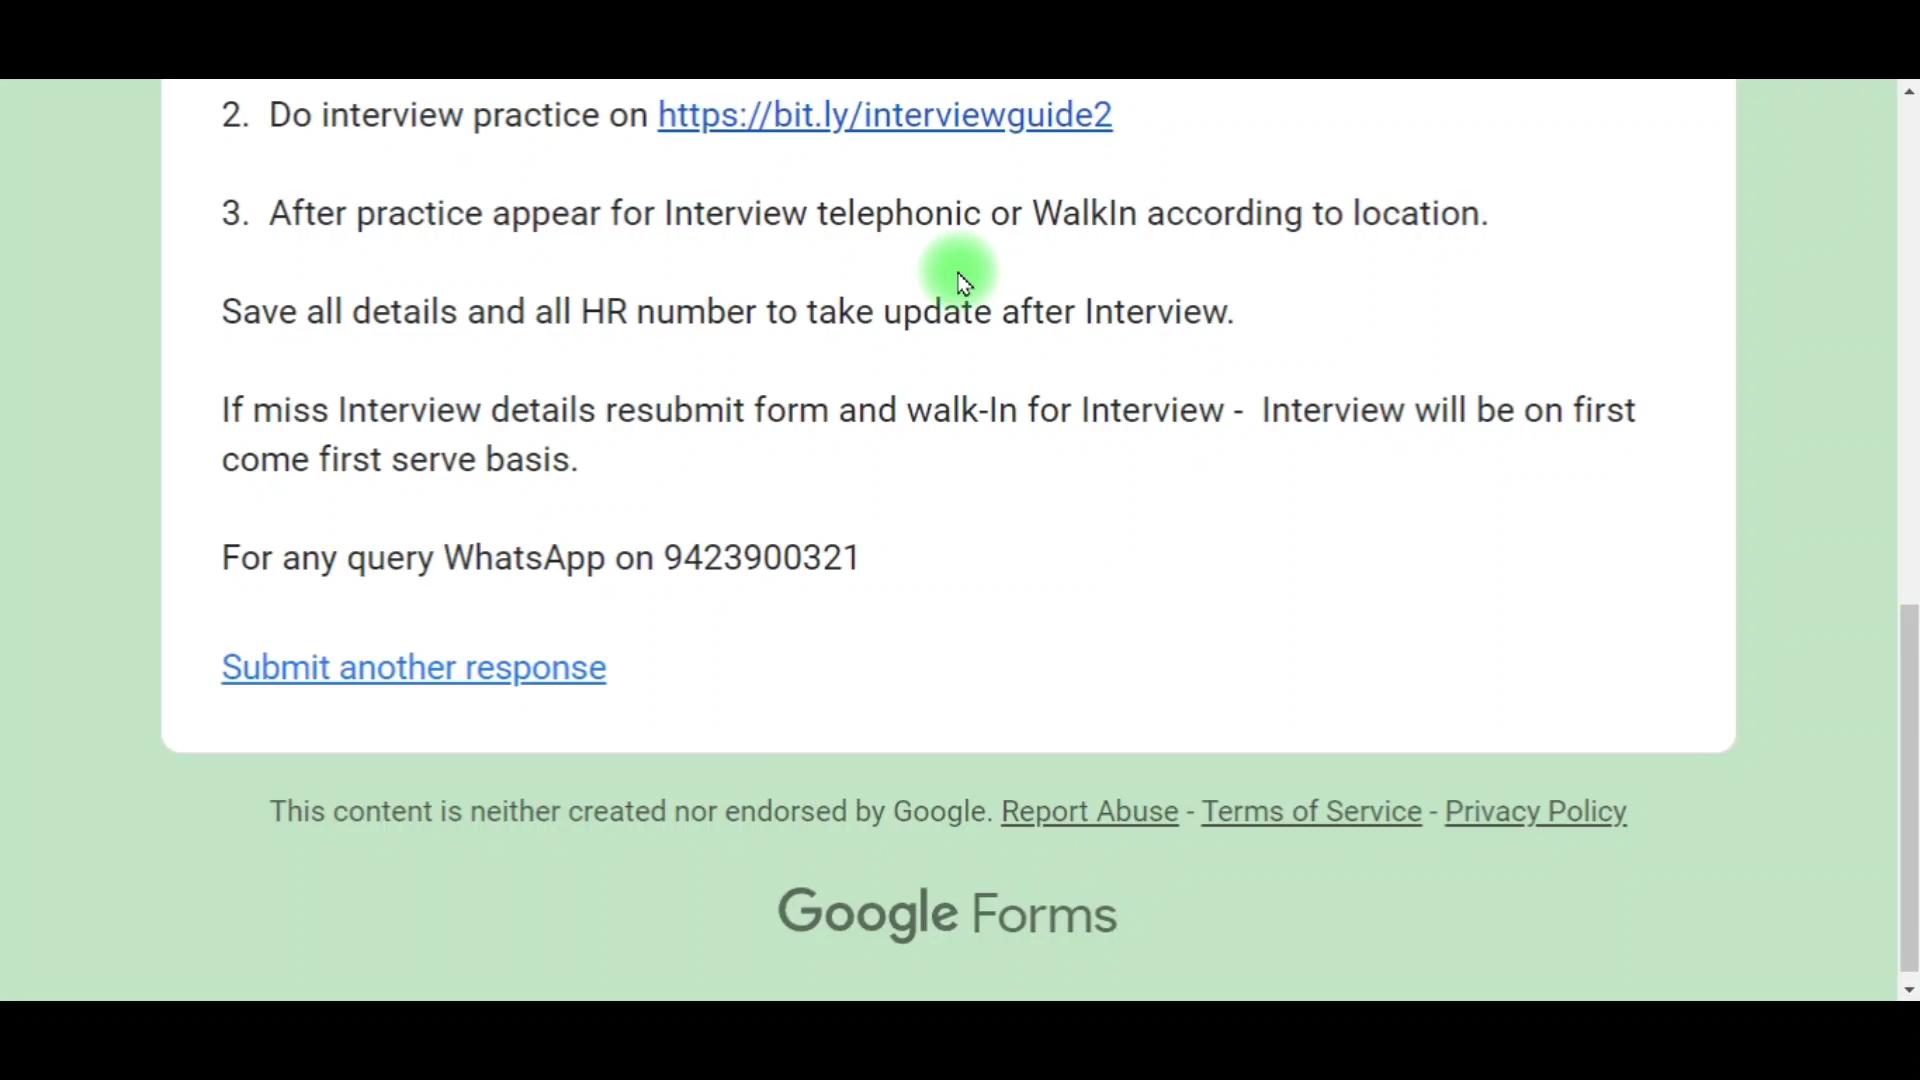 2. Do interview practice on https://bit.ly/interviewguide2
3. After practice appear for Interview telephonic or WalkIn according to location.
Save all details and all HR number to take update after Interview.
If miss Interview details resubmit form and walk-In for Interview - Interview will be on first
come first serve basis.
For any query WhatsApp on 9423900321
Submit another response
This content is neither created nor endorsed by Google. Report Abuse - Terms of Service - Privacy Policy
Google Forms